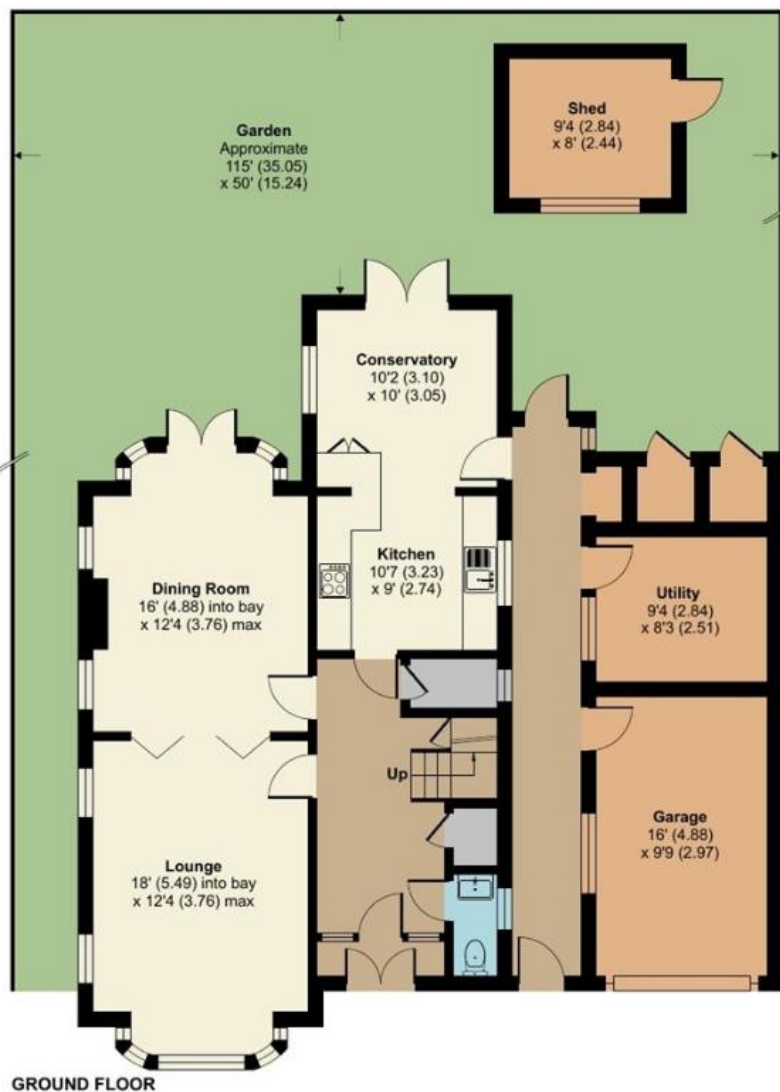 Shed
9'4 (2.84)
x 8' (2.44)
Garden
Approximate
115' (35.05)
x 50' (15.24)
Conservatory
10'2 (3.10)
x 10' (3.05)
Kitchen
10'7 (3.23)
x 9' (2.74)
Dining Room
16' (4.88) into bay
x 12'4 (3.76) max
Utility
9'4 (2.84)
x 8'3 (2.51)
Up
Garage
16' (4.88)
x 9'9 (2.97)
Lounge
18' (5.49) into bay
x 12'4 (3.76) max
GROUND FLOOR